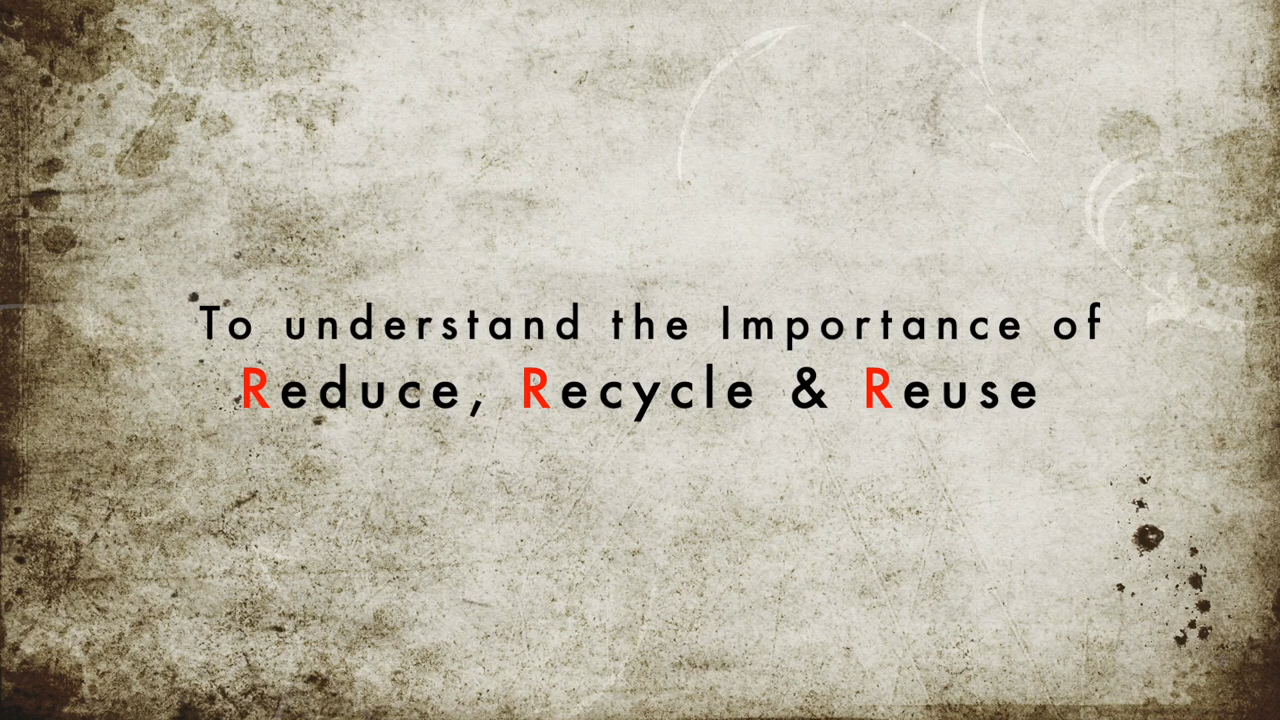 To understand the Importance of
Reduce, Recycle & Reuse